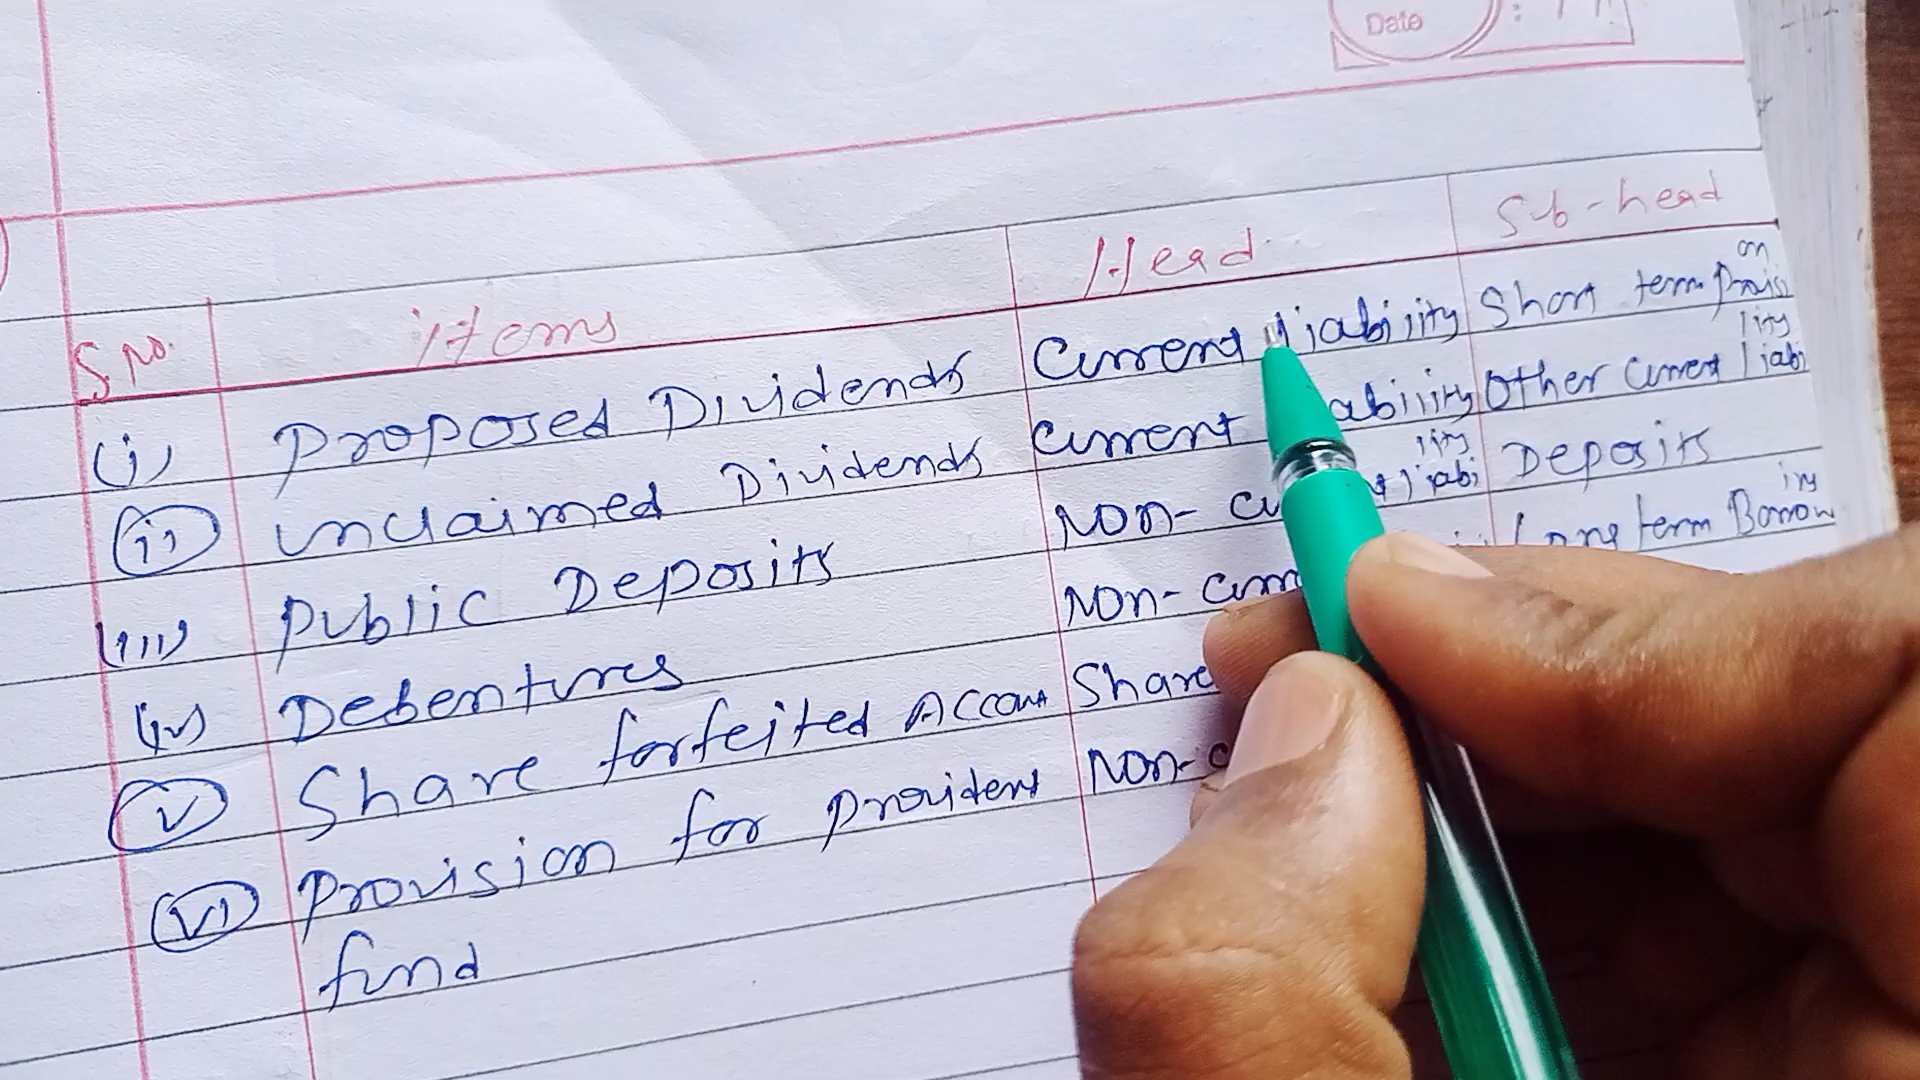 Date
S.No. Items Head Sub-head
(i) Proposed Dividends Current liability Short term Provision
(ii) Unclaimed Dividends Current Other Current liability
(iii) Public Deposits Non- Deposits
(iv) Debentures Non- Long term Borrowing
(v) Share forfeited Account Share
(vi) Provision for Provident Non-
fund